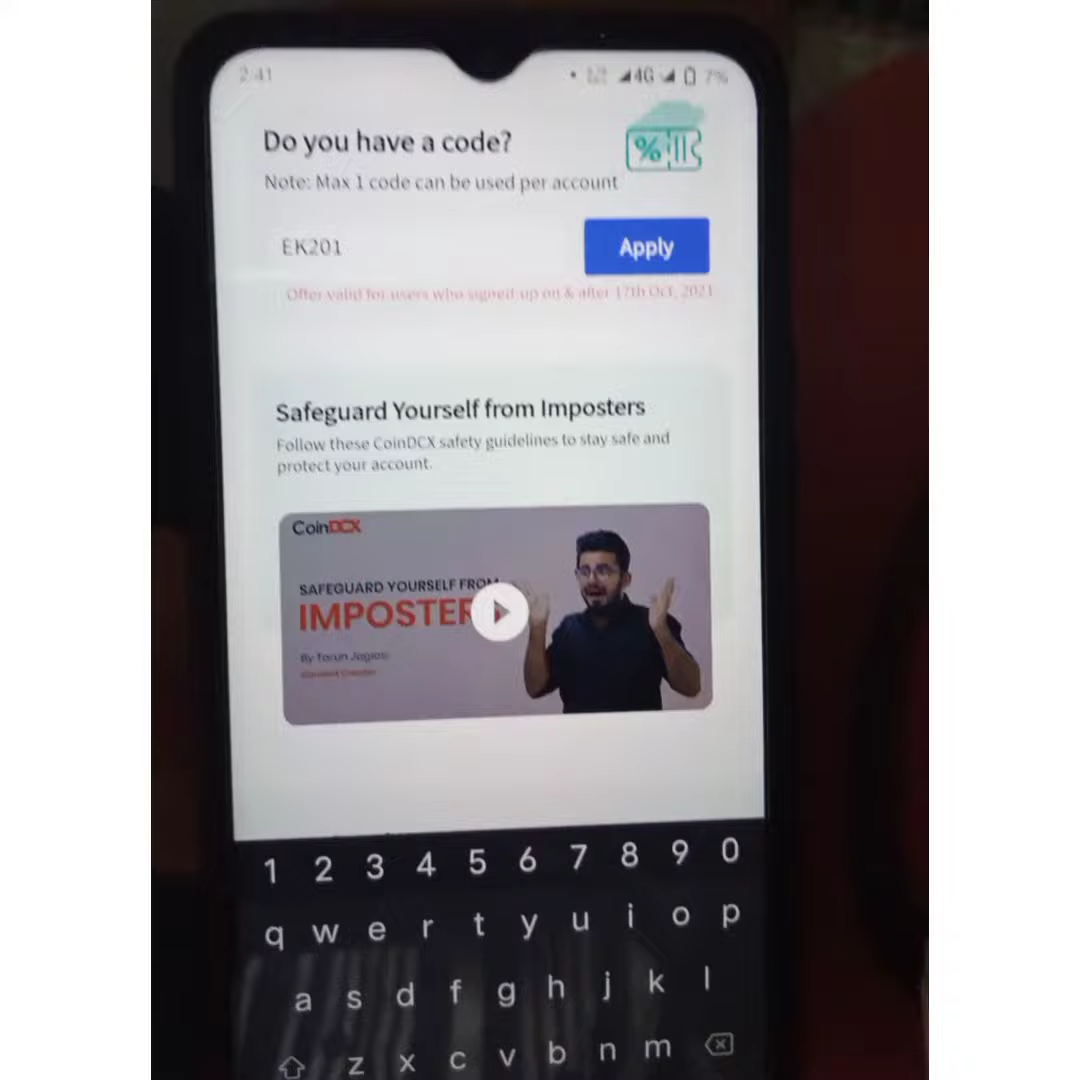 2:41
4G 7%
Do you have a code?
%
Note: Max 1 code can be used per account
EK201
Apply
Offer valid for users who signed up on & after 17th Oct, 2021
Safeguard Yourself from Imposters
Follow these CoinDCX safety guidelines to stay safe and
protect your account.
CoinDCX
SAFEGUARD YOURSELF FROM
IMPOSTER
By Tarun Jagiasi
1 2 3 4 5 6 7 8 9 0
q w e r t y u i o p
a s d f g h j k l
z x c v b n m